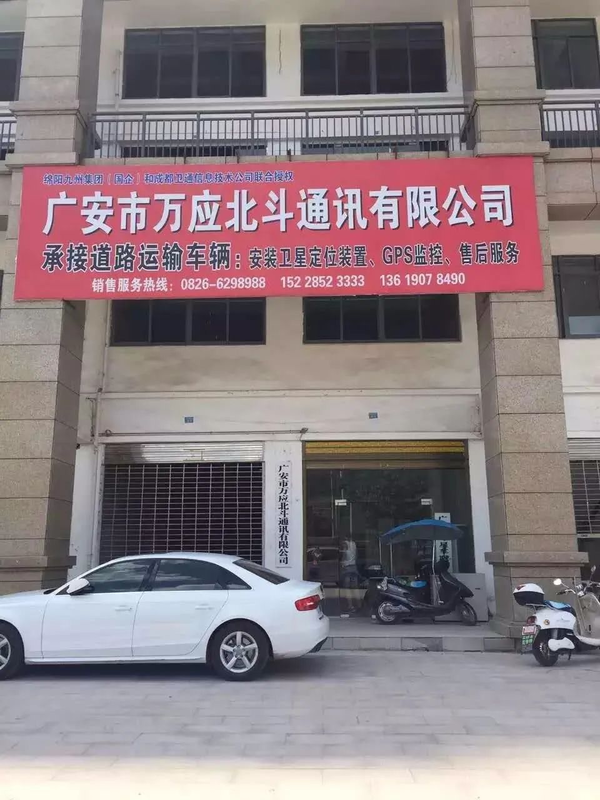 绵阳九州集团（国企）和成都卫通信息技术公司联合授权
广安市万应北斗通讯有限公司
承接道路运输车辆：安装卫星定位装置、GPS监控、售后服务
销售服务热线：0826-6298988 152 2852 3333 136 1907 8490
广安市万应北斗通讯有限公司